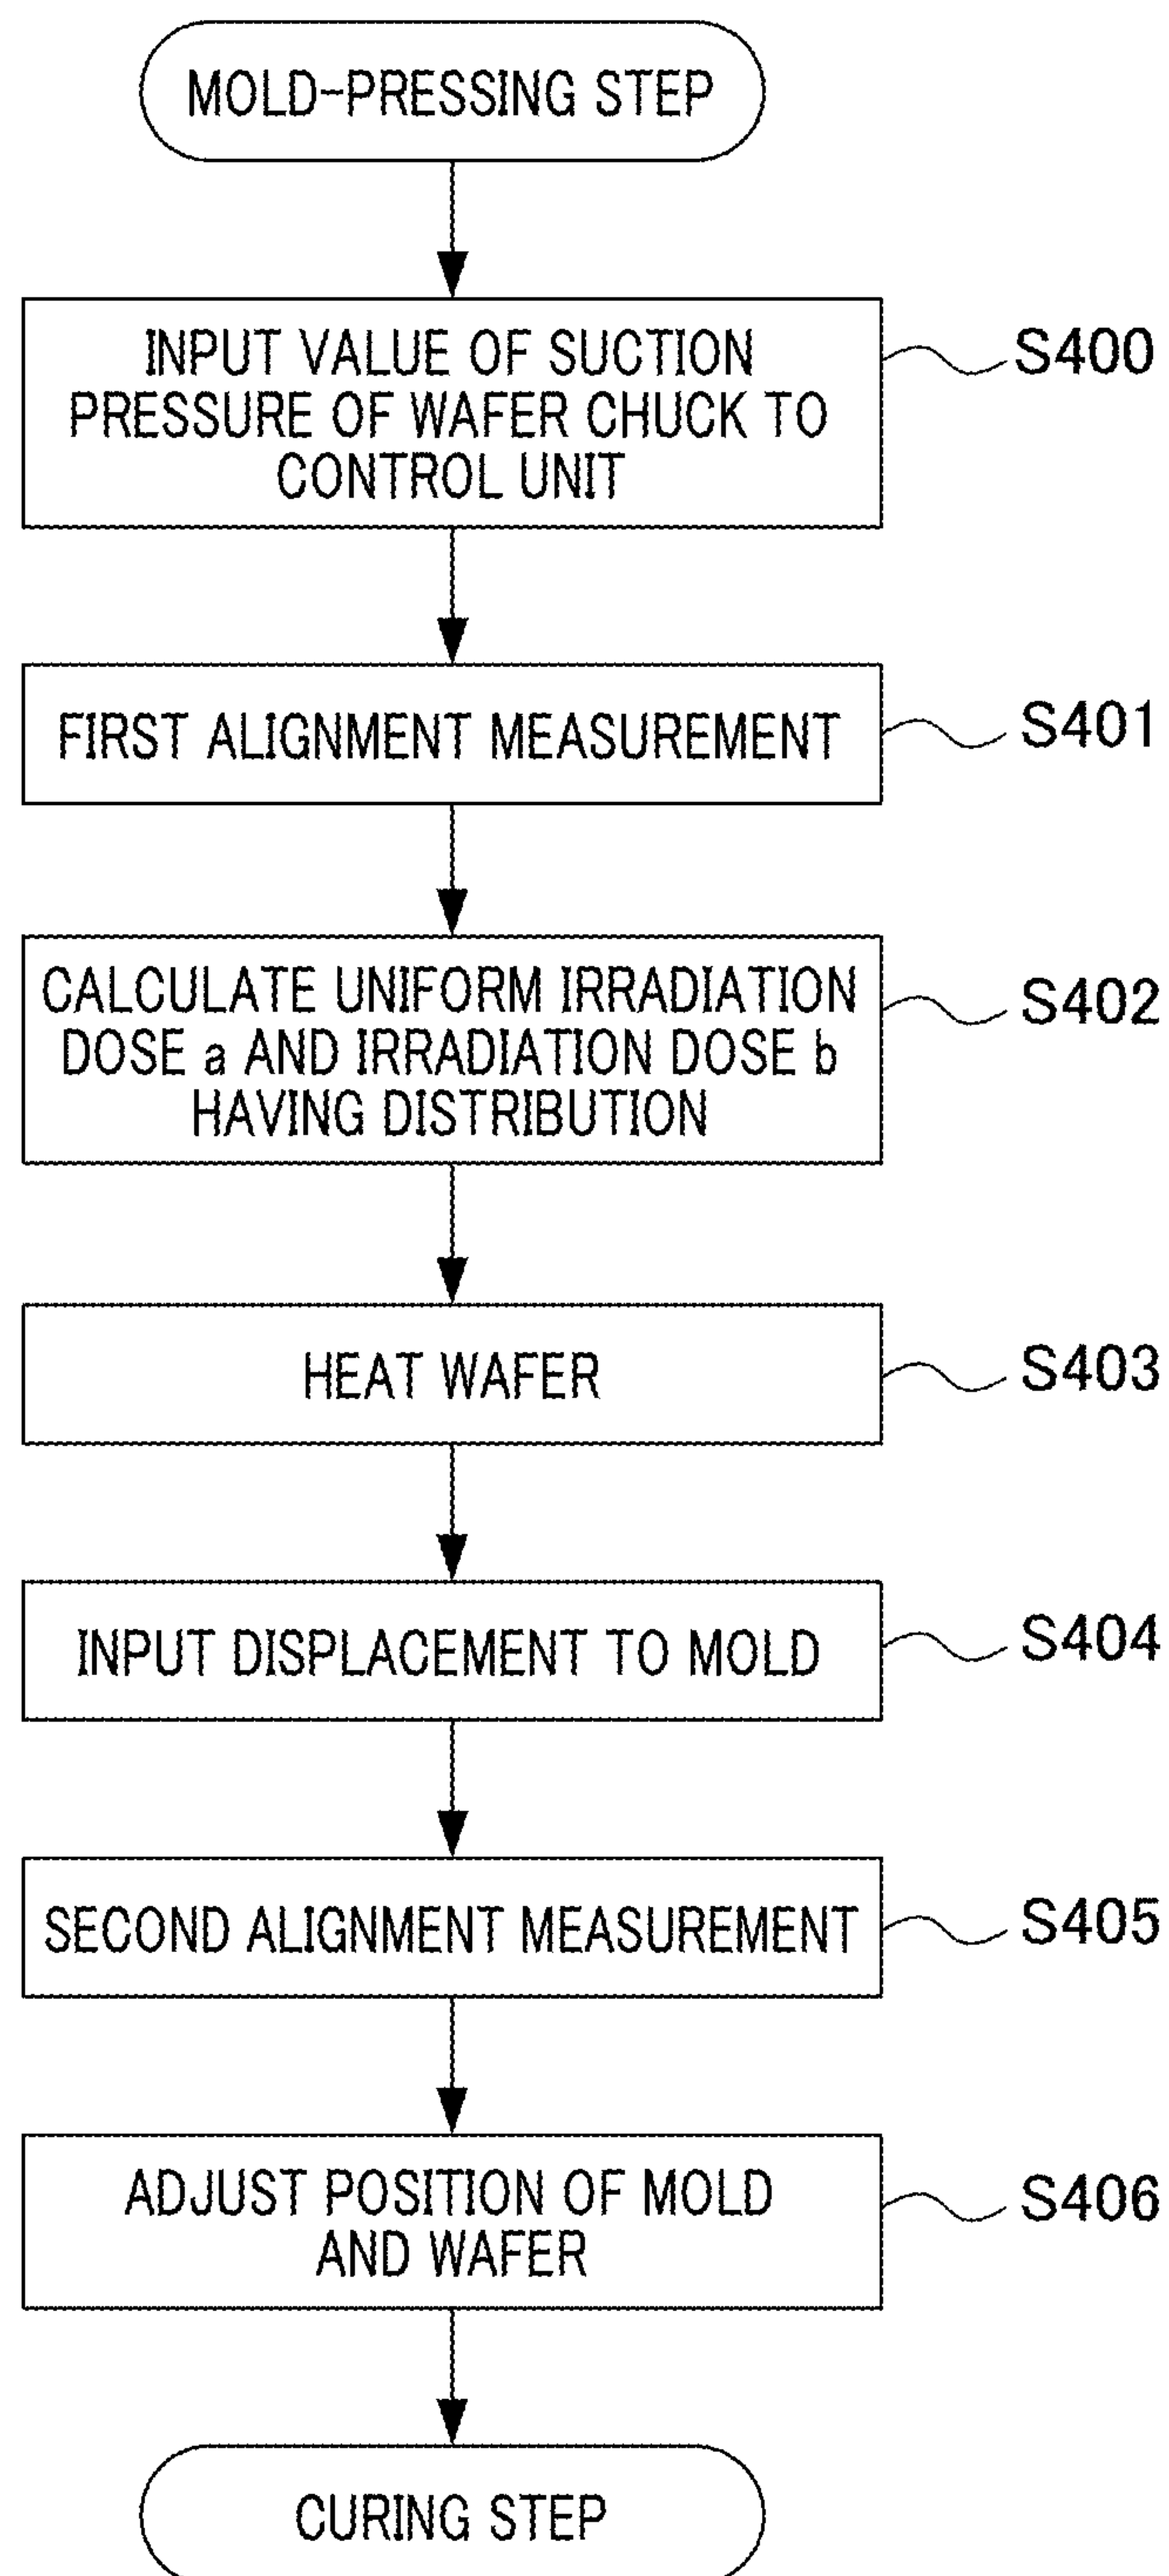 MOLD-PRESSING STEP
INPUT VALUE OF SUCTION
PRESSURE OF WAFER CHUCK TO
CONTROL UNIT
S400
FIRST ALIGNMENT MEASUREMENT
S401
CALCULATE UNIFORM IRRADIATION
DOSE a AND IRRADIATION DOSE b
HAVING DISTRIBUTION
S402
HEAT WAFER
S403
INPUT DISPLACEMENT TO MOLD
S404
SECOND ALIGNMENT MEASUREMENT
S405
ADJUST POSITION OF MOLD
AND WAFER
S406
CURING STEP